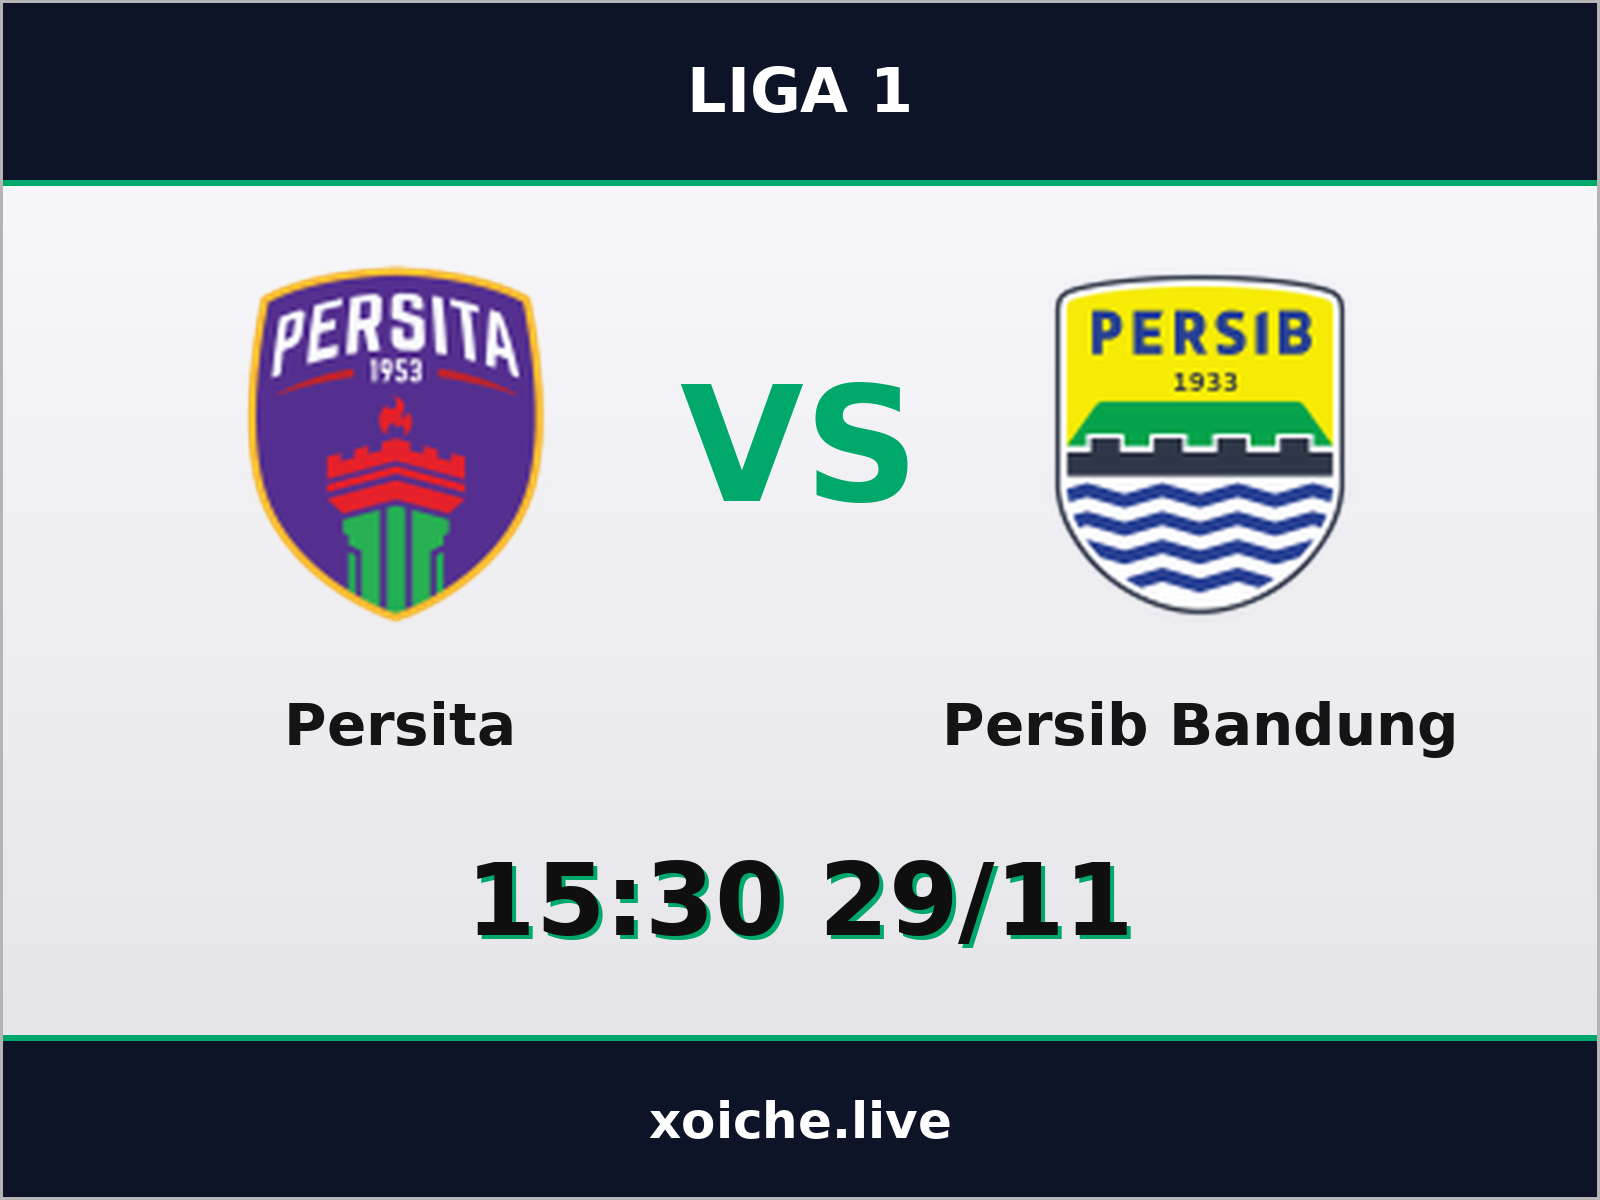 LIGA 1
PERSITA
1953
PERSIB
1933
VS
Persita
Persib Bandung
15:30 29/11
xoiche.live